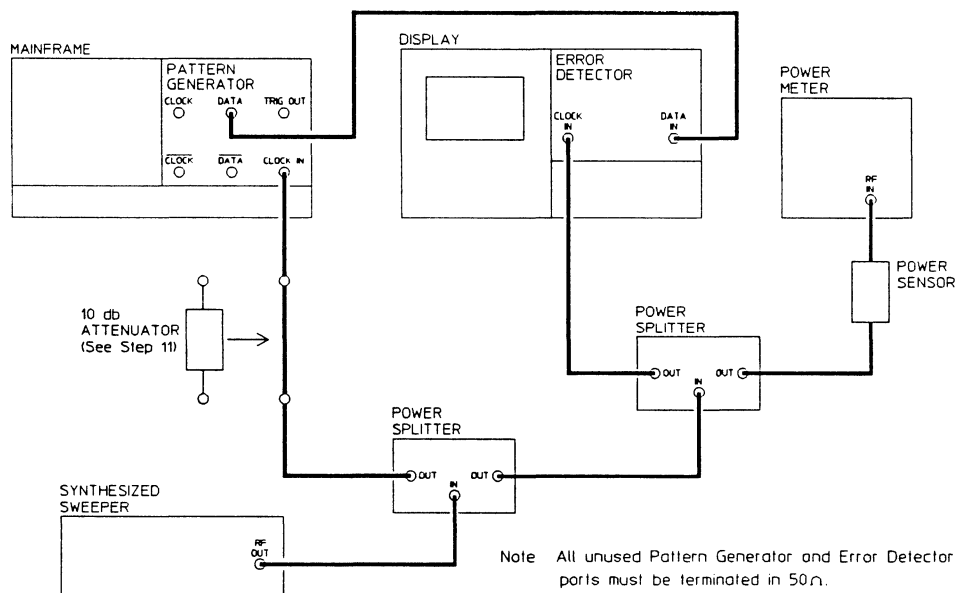 MAINFRAME
PATTERN
GENERATOR
CLOCK DATA TRIG OUT
CLOCK DATA CLOCK IN
DISPLAY
ERROR
DETECTOR
CLOCK
IN
DATA
IN
POWER
METER
RF
IN
POWER
SENSOR
10 db
ATTENUATOR
(See Step 11)
POWER
SPLITTER
OUT
IN
OUT
POWER
SPLITTER
OUT
IN
OUT
SYNTHESIZED
SWEEPER
RF
OUT
Note All unused Pattern Generator and Error Detector
ports must be terminated in 50Ω.